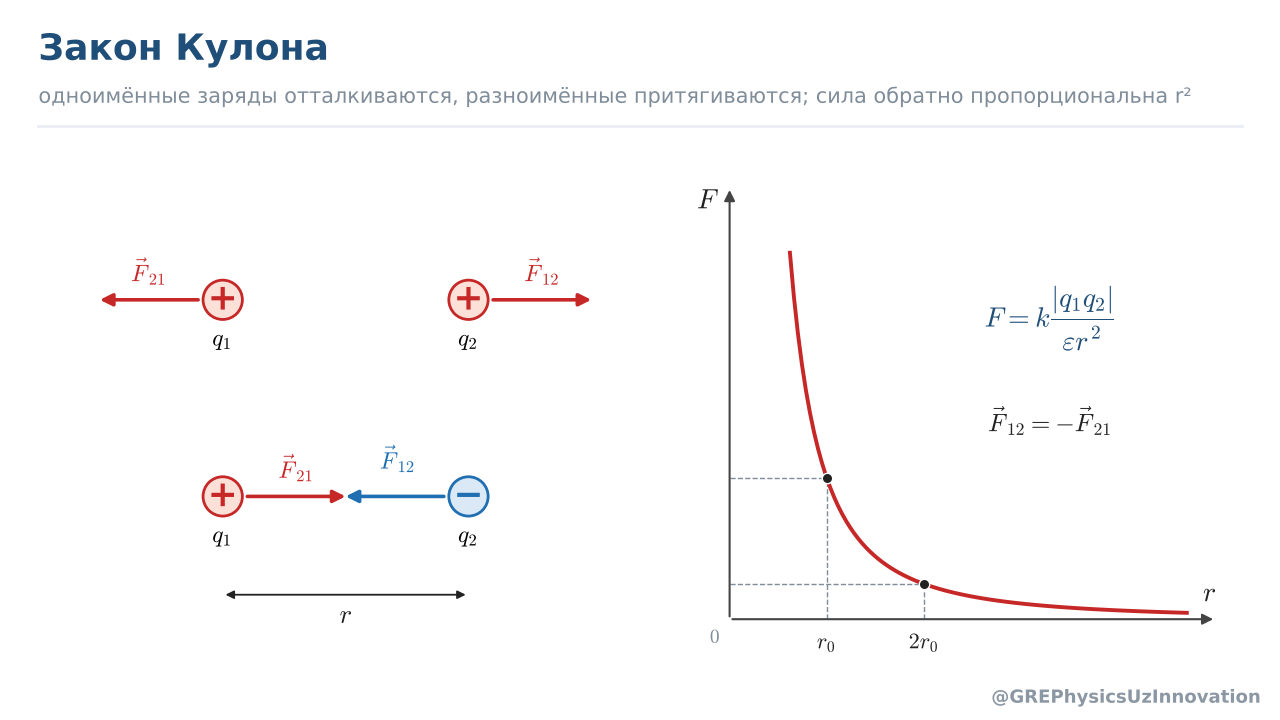 Закон Кулона
одноимённые заряды отталкиваются, разноимённые притягиваются; сила обратно пропорциональна r²
F⃗₂₁
F⃗₁₂
+
+
q₁
q₂
F⃗₂₁
F⃗₁₂
+
−
q₁
q₂
r
F
F = k |q₁q₂| / εr²
F⃗₁₂ = −F⃗₂₁
r
0
r₀
2r₀
@GREPhysicsUzInnovation